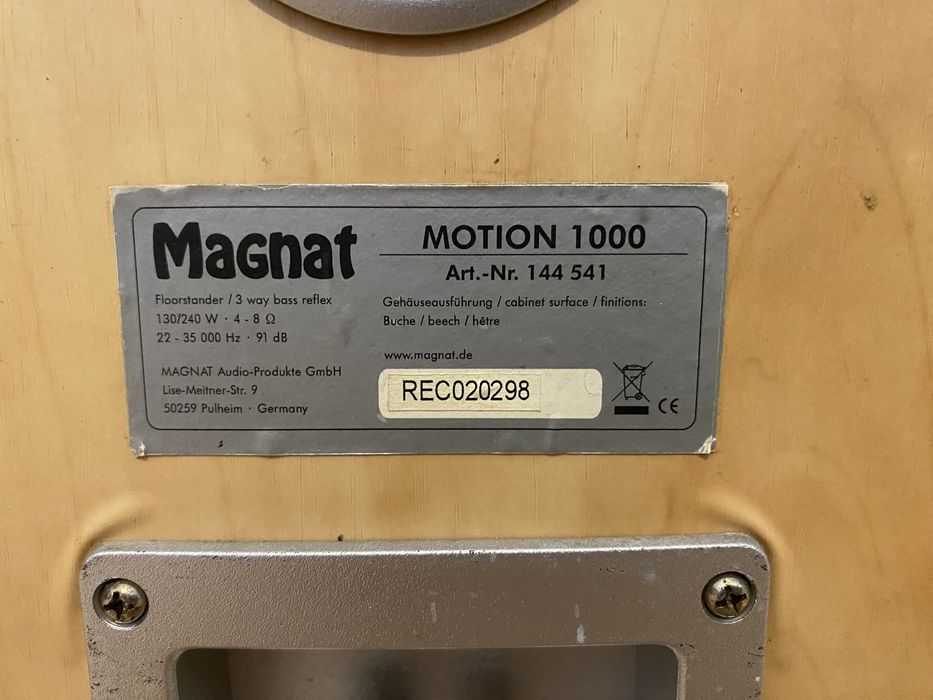 Magnat
Floorstander / 3 way bass reflex
130/240 W · 4 - 8 Ω
22 - 35 000 Hz · 91 dB
MAGNAT Audio-Produkte GmbH
Lise-Meitner-Str. 9
50259 Pulheim · Germany
MOTION 1000
Art.-Nr. 144 541
Gehäuseausführung / cabinet surface / finitions:
Buche / beech / hêtre
www.magnat.de
REC020298
CE